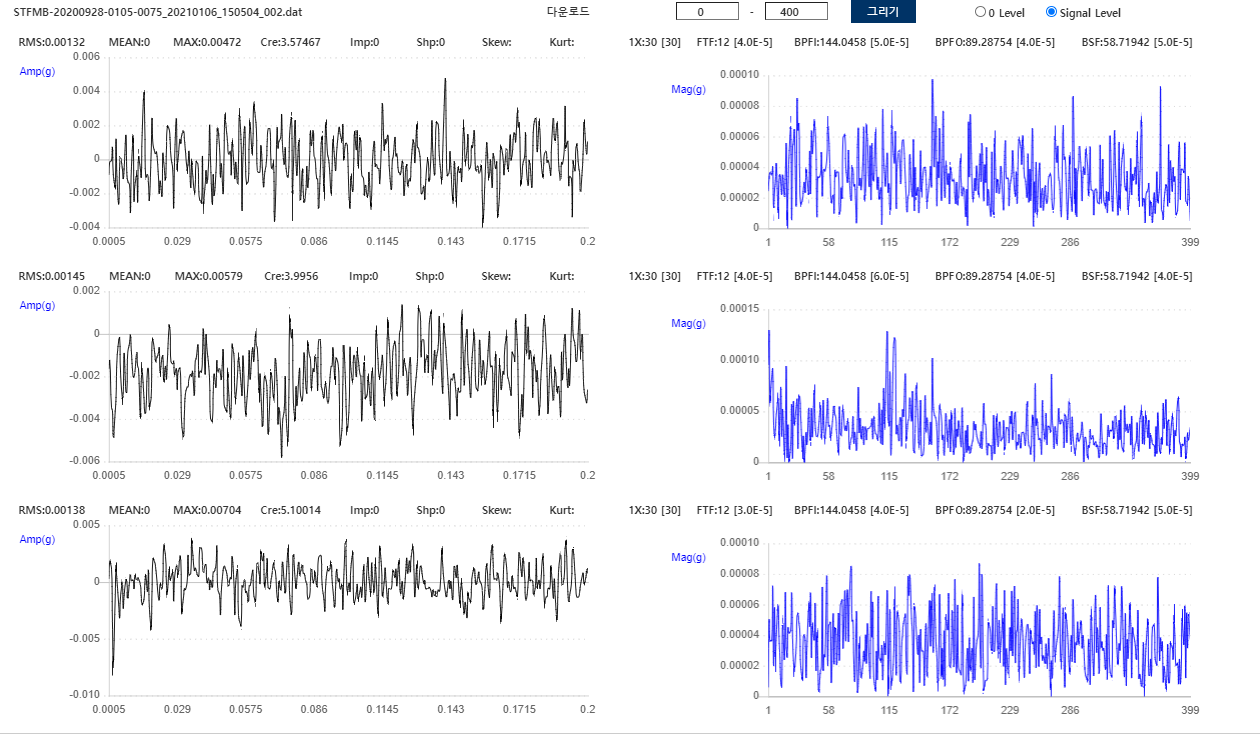 STFMB-20200928-0105-0075_20210106_150504_002.dat 다운로드 0 - 400 그리기 0 Level Signal Level
RMS:0.00132 MEAN:0 MAX:0.00472 Cre:3.57467 Imp:0 Shp:0 Skew: Kurt: 1X:30 [30] FTF:12 [4.0E-5] BPFI:144.0458 [5.0E-5] BPFO:89.28754 [4.0E-5] BSF:58.71942 [5.0E-5]
Amp(g)
0.006
0.004
0.002
0
-0.002
-0.004
0.0005 0.029 0.0575 0.086 0.1145 0.143 0.1715 0.2
Mag(g)
0.00010
0.00008
0.00006
0.00004
0.00002
0
1 58 115 172 229 286 399
RMS:0.00145 MEAN:0 MAX:0.00579 Cre:3.9956 Imp:0 Shp:0 Skew: Kurt: 1X:30 [30] FTF:12 [4.0E-5] BPFI:144.0458 [6.0E-5] BPFO:89.28754 [4.0E-5] BSF:58.71942 [4.0E-5]
Amp(g)
0.002
0
-0.002
-0.004
-0.006
0.0005 0.029 0.0575 0.086 0.1145 0.143 0.1715 0.2
Mag(g)
0.00015
0.00010
0.00005
0
1 58 115 172 229 286 399
RMS:0.00138 MEAN:0 MAX:0.00704 Cre:5.10014 Imp:0 Shp:0 Skew: Kurt: 1X:30 [30] FTF:12 [3.0E-5] BPFI:144.0458 [4.0E-5] BPFO:89.28754 [2.0E-5] BSF:58.71942 [5.0E-5]
Amp(g)
0.005
0
-0.005
-0.010
0.0005 0.029 0.0575 0.086 0.1145 0.143 0.1715 0.2
Mag(g)
0.00010
0.00008
0.00006
0.00004
0.00002
0
1 58 115 172 229 286 399